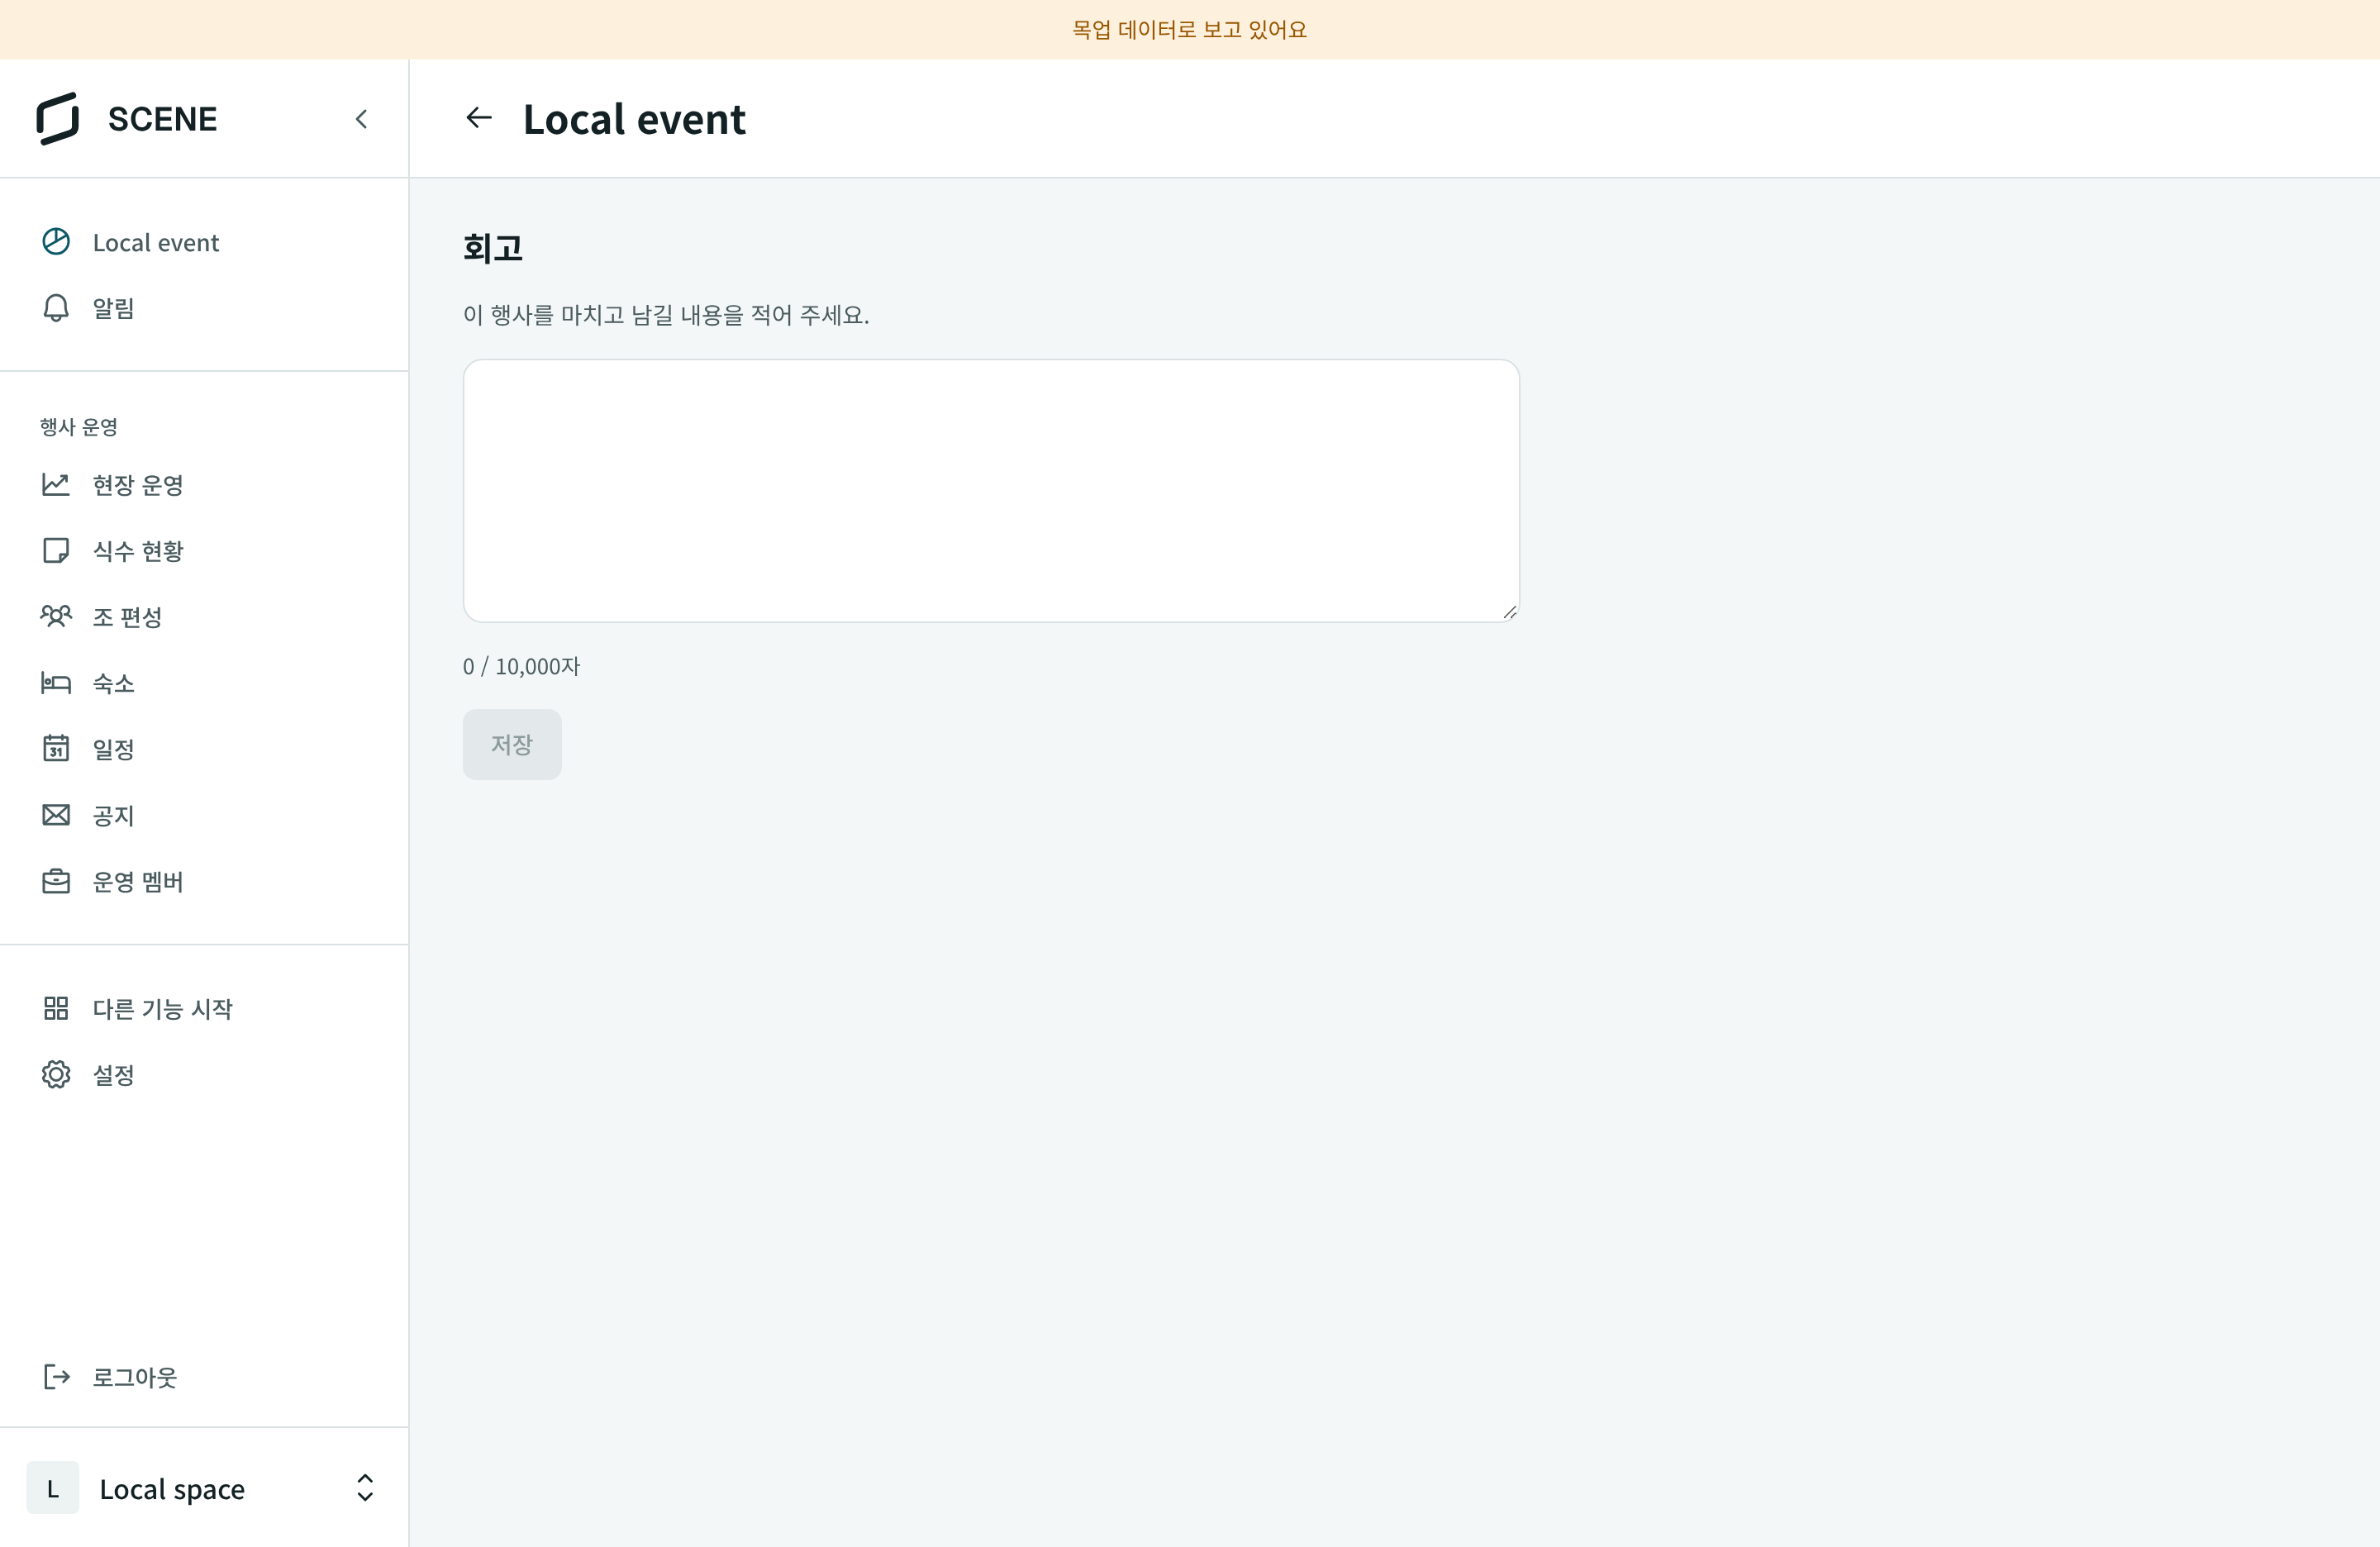 목업 데이터로 보고 있어요
SCENE
Local event
Local event
알림
행사 운영
현장 운영
식수 현황
조 편성
숙소
31
일정
공지
운영 멤버
다른 기능 시작
설정
로그아웃
L
Local space
회고
이 행사를 마치고 남길 내용을 적어 주세요.
0 / 10,000자
저장